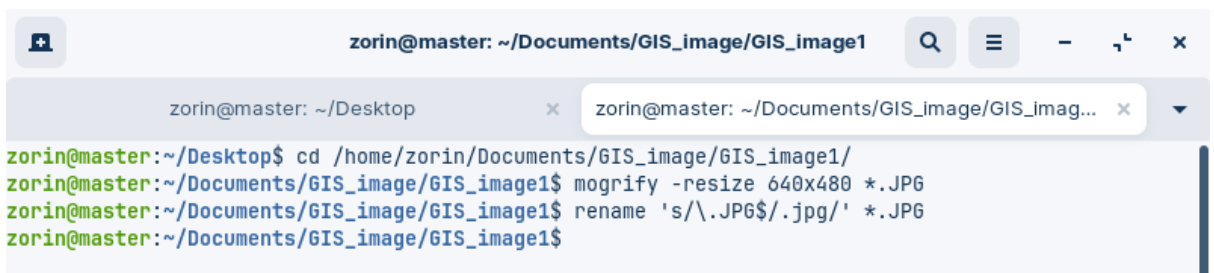 zorin@master: ~/Documents/GIS_image/GIS_image1
zorin@master: ~/Desktop
zorin@master: ~/Documents/GIS_image/GIS_imag...
zorin@master:~/Desktop$ cd /home/zorin/Documents/GIS_image/GIS_image1/
zorin@master:~/Documents/GIS_image/GIS_image1$ mogrify -resize 640x480 *.JPG
zorin@master:~/Documents/GIS_image/GIS_image1$ rename 's/\.JPG$/.jpg/' *.JPG
zorin@master:~/Documents/GIS_image/GIS_image1$